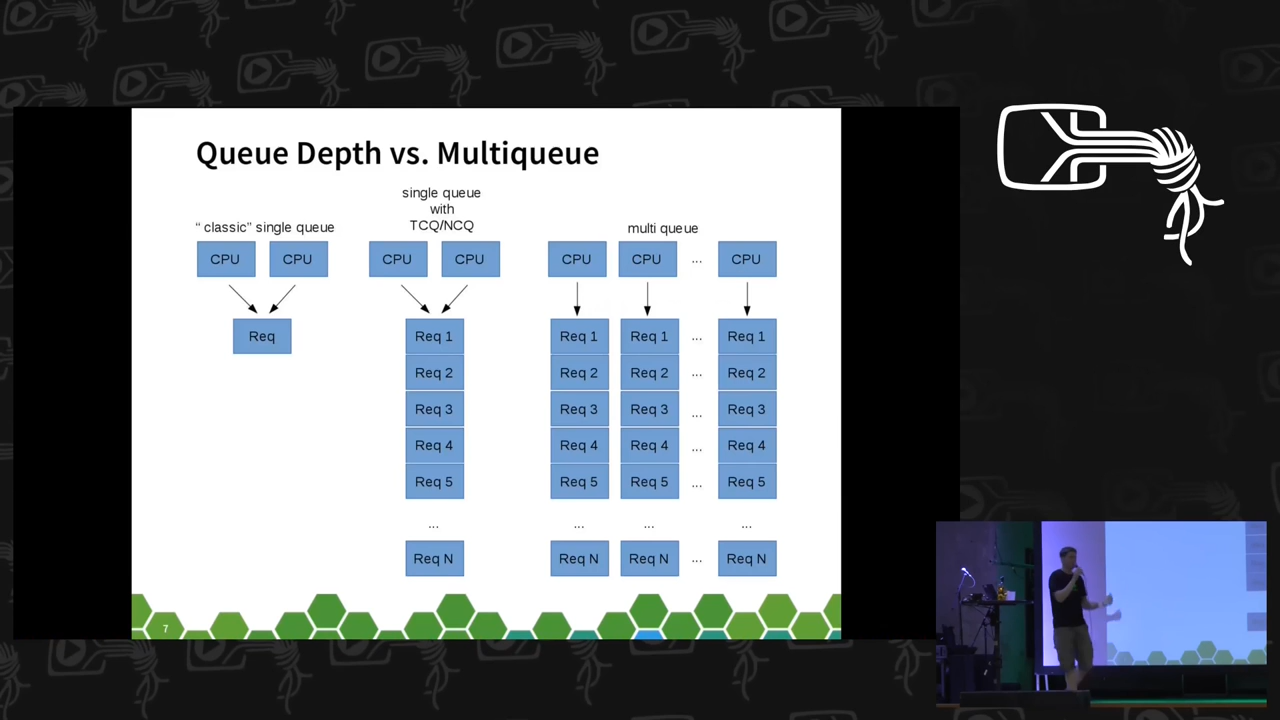 Queue Depth vs. Multiqueue
“ classic” single queue
single queue
with
TCQ/NCQ
multi queue
CPU CPU CPU CPU CPU CPU ... CPU
Req Req 1 Req 1 Req 1 ... Req 1
Req 2 Req 2 Req 2 ... Req 2
Req 3 Req 3 Req 3 ... Req 3
Req 4 Req 4 Req 4 ... Req 4
Req 5 Req 5 Req 5 ... Req 5
... ... ... ...
Req N Req N Req N ... Req N
7